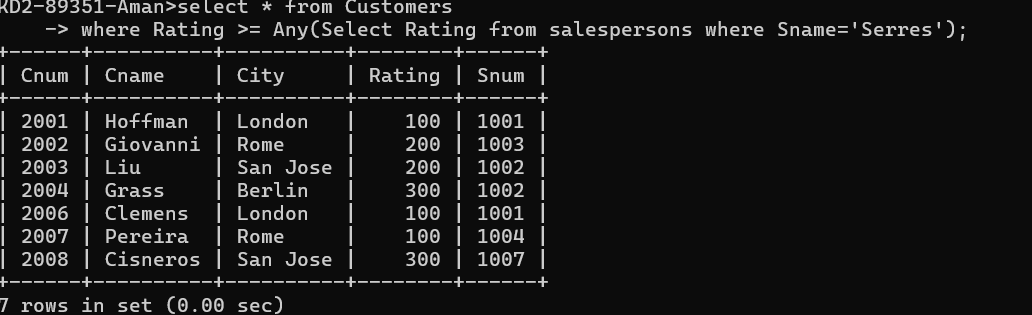 KD2-89351-Aman>select * from Customers
    -> where Rating >= Any(Select Rating from salespersons where Sname='Serres');
+------+----------+----------+--------+------+
| Cnum | Cname    | City     | Rating | Snum |
+------+----------+----------+--------+------+
| 2001 | Hoffman  | London   |    100 | 1001 |
| 2002 | Giovanni | Rome     |    200 | 1003 |
| 2003 | Liu      | San Jose |    200 | 1002 |
| 2004 | Grass    | Berlin   |    300 | 1002 |
| 2006 | Clemens  | London   |    100 | 1001 |
| 2007 | Pereira  | Rome     |    100 | 1004 |
| 2008 | Cisneros | San Jose |    300 | 1007 |
+------+----------+----------+--------+------+
7 rows in set (0.00 sec)